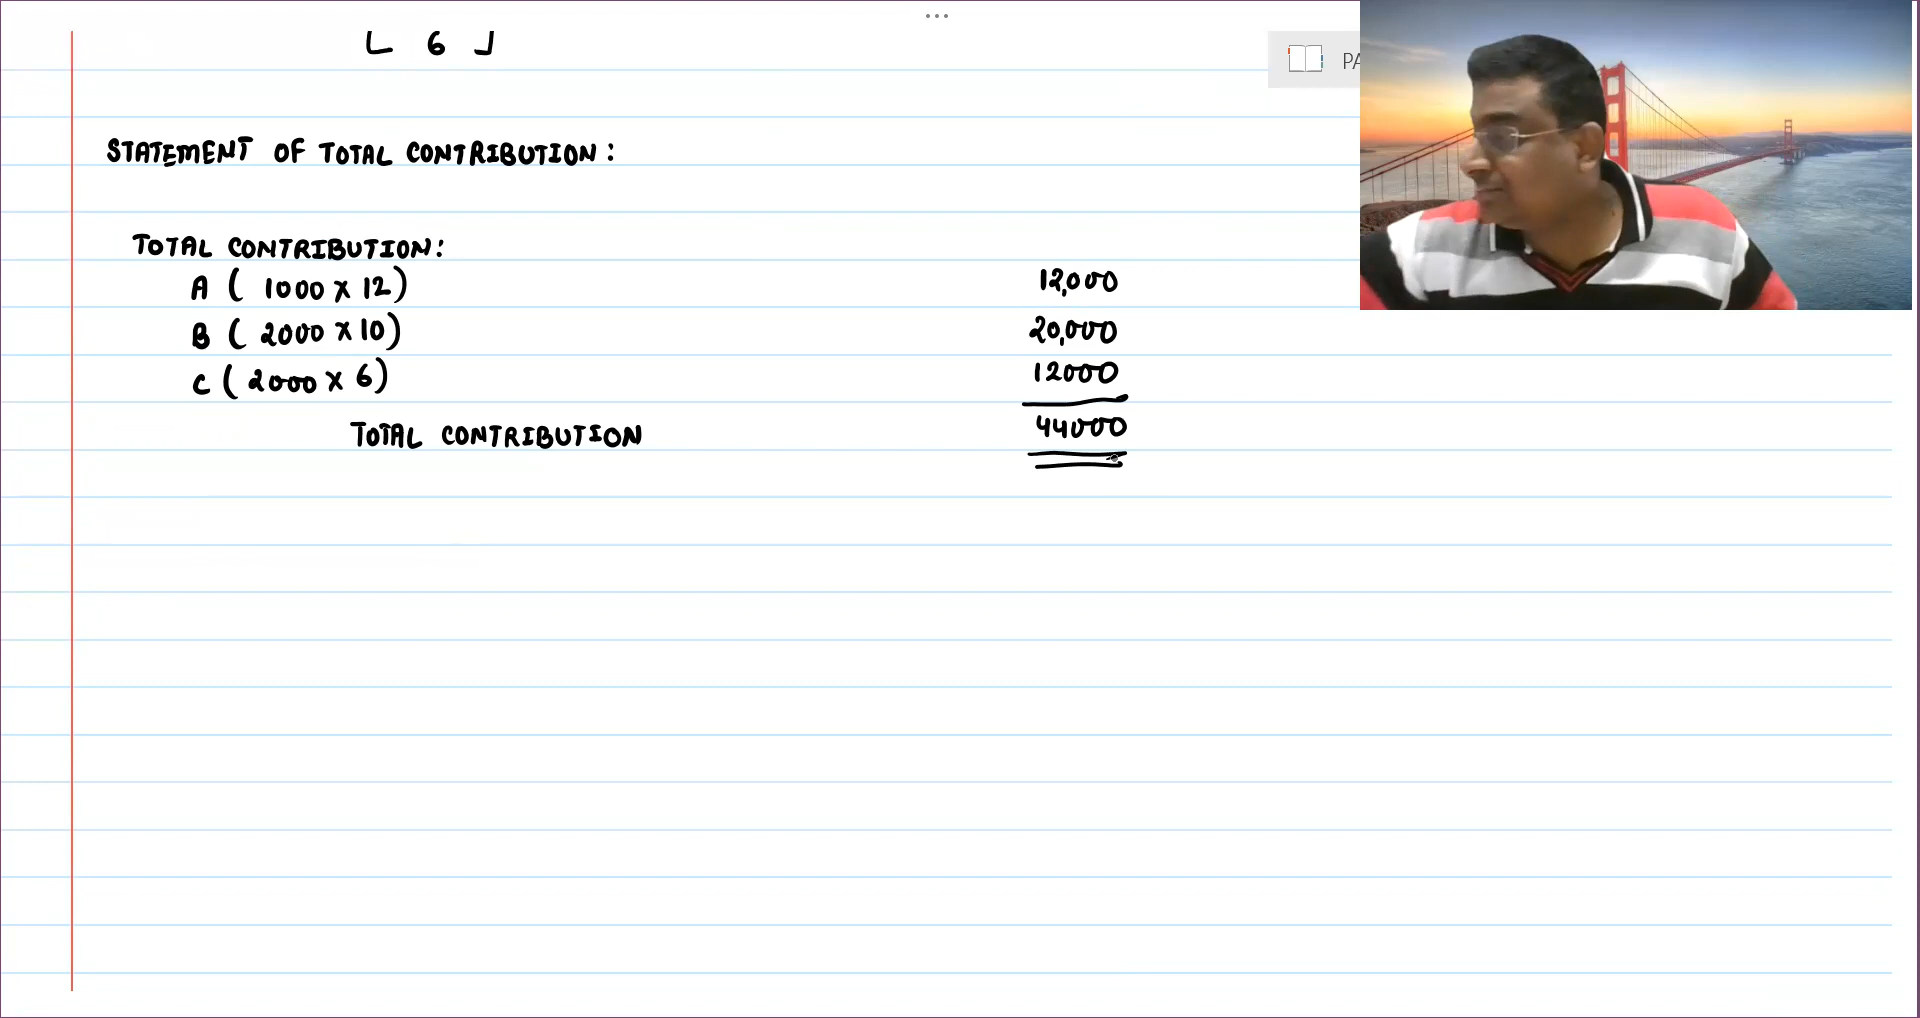 [ 6 ]
PA
STATEMENT OF TOTAL CONTRIBUTION:
TOTAL CONTRIBUTION:
A ( 1000 x 12) 12,000
B ( 2000 x 10) 20,000
C ( 2000 x 6) 12000
TOTAL CONTRIBUTION 44000